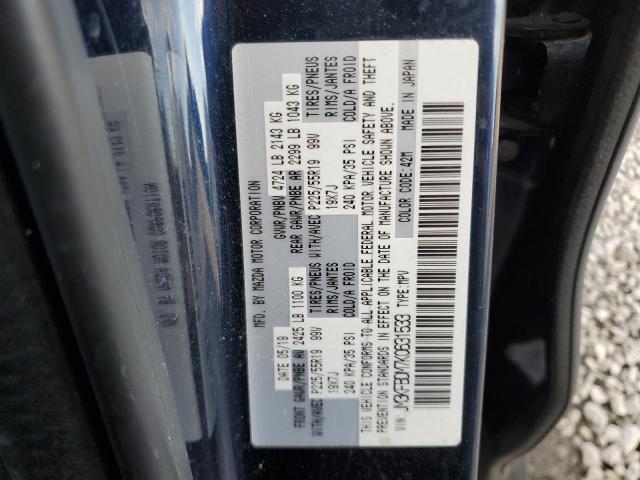 MFD. BY MAZDA MOTOR CORPORATION
DATE 05/19 GVWR/PNBV 4724 LB 2143 KG
FRONT GAWR/PNBE AV 2425 LB 1100 KG REAR GAWR/PNBE AR 2299 LB 1043 KG
WITH/AVEC P225/55R19 99V TIRES/PNEUS WITH/AVEC P225/55R19 99V TIRES/PNEUS
19X7J RIMS/JANTES 19X7J RIMS/JANTES
240 KPA/35 PSI COLD/A FROID 240 KPA/35 PSI COLD/A FROID
THIS VEHICLE CONFORMS TO ALL APPLICABLE FEDERAL MOTOR VEHICLE SAFETY AND THEFT
PREVENTION STANDARDS IN EFFECT ON THE DATE OF MANUFACTURE SHOWN ABOVE.
VIN: JM3KFBDM7K0631533 TYPE: MPV COLOR CODE: 42M MADE IN JAPAN